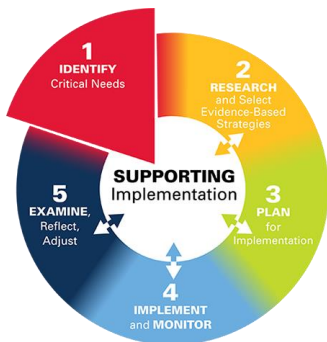 1
IDENTIFY
Critical Needs
2
RESEARCH
and Select
Evidence-Based
Strategies
3
PLAN
for
Implementation
4
IMPLEMENT
and MONITOR
5
EXAMINE,
Reflect,
Adjust
SUPPORTING
Implementation